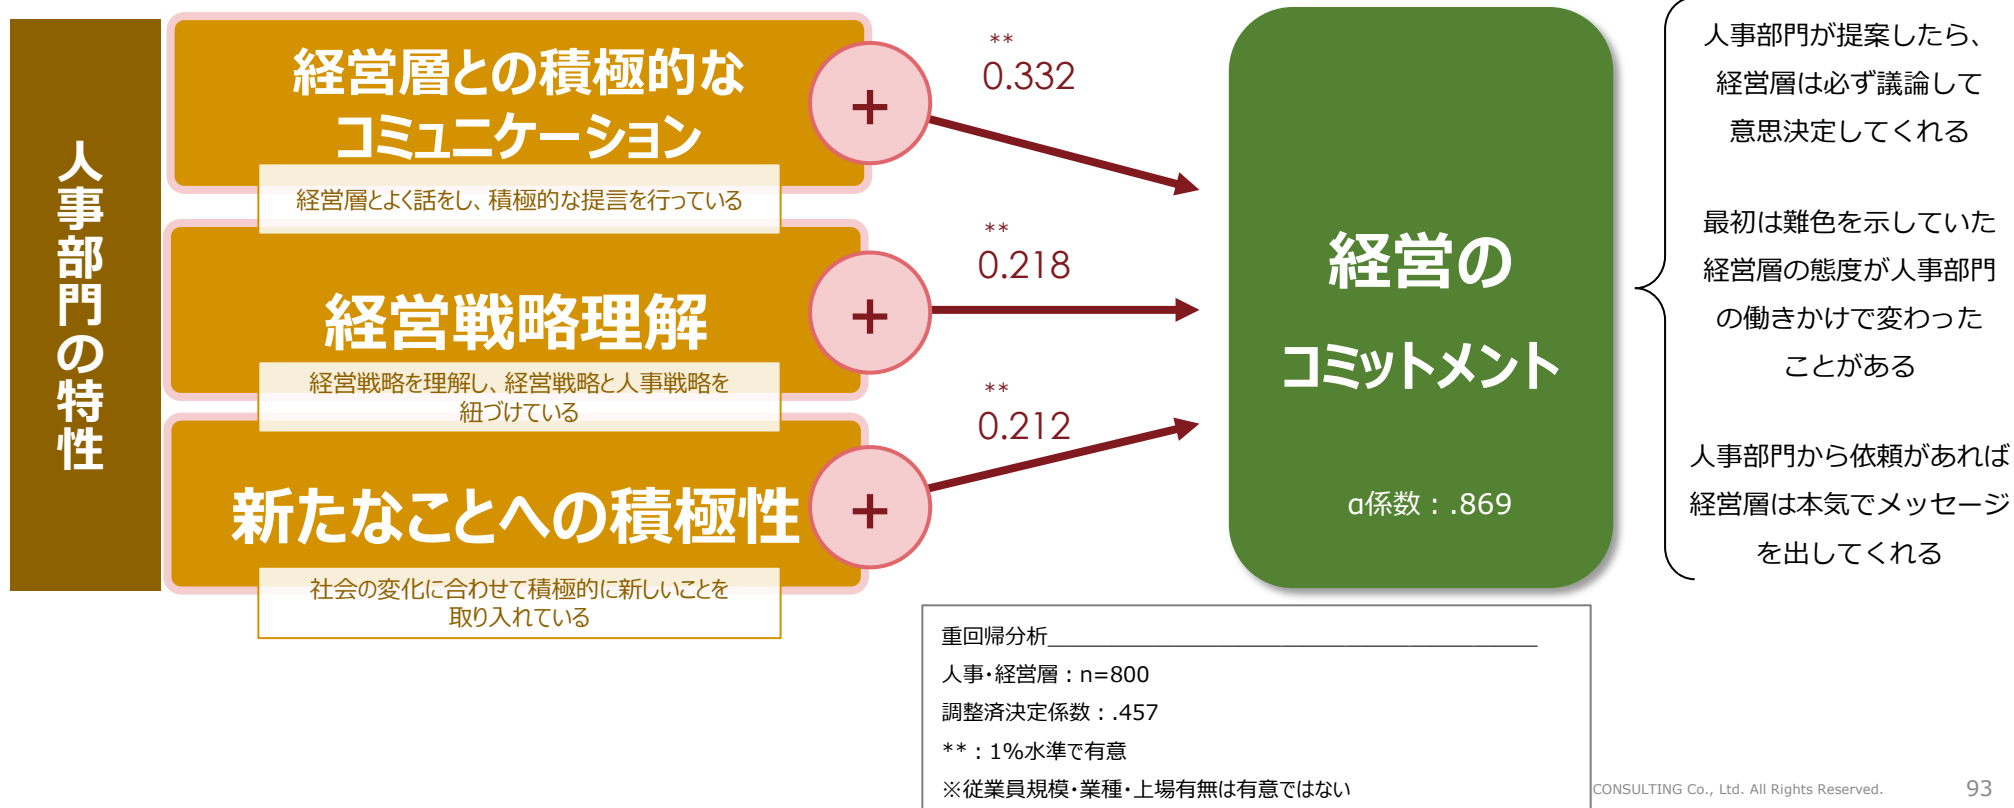 人事部門の特性
経営層との積極的な
コミュニケーション
経営層とよく話をし、積極的な提言を行っている
+
**
0.332
経営戦略理解
経営戦略を理解し、経営戦略と人事戦略を
紐づけている
+
**
0.218
新たなことへの積極性
社会の変化に合わせて積極的に新しいことを
取り入れている
+
**
0.212
経営の
コミットメント
α係数：.869
人事部門が提案したら、
経営層は必ず議論して
意思決定してくれる
最初は難色を示していた
経営層の態度が人事部門
の働きかけで変わった
ことがある
人事部門から依頼があれば
経営層は本気でメッセージ
を出してくれる
重回帰分析
人事・経営層：n=800
調整済決定係数：.457
**：1%水準で有意
※従業員規模・業種・上場有無は有意ではない
CONSULTING Co., Ltd. All Rights Reserved.
93